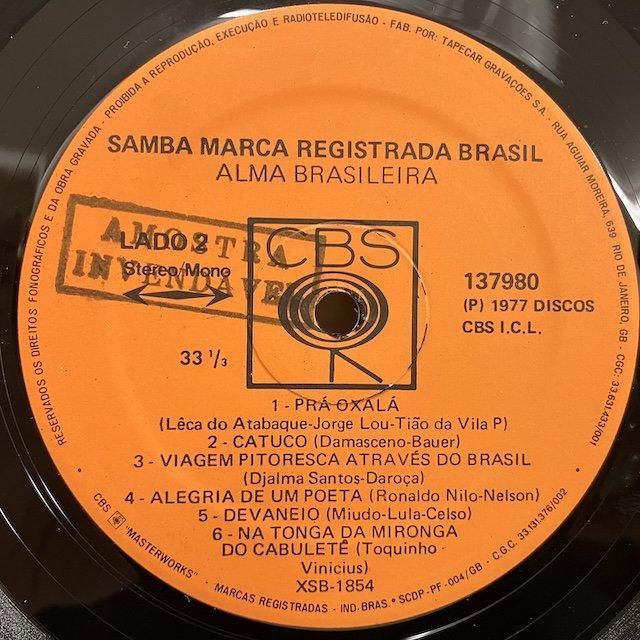 RESERVADOS OS DIREITOS FONOGRÁFICOS E DA OBRA GRAVADA - PROIBIDA A REPRODUÇÃO, EXECUÇÃO E RADIOTELEDIFUSÃO - FAB. POR: TAPECAR GRAVAÇÕES S.A. - RUA AGUIAR MOREIRA, 639 RIO DE JANEIRO, GB - CGC: 33.631.433/001
SAMBA MARCA REGISTRADA BRASIL
ALMA BRASILEIRA
AMOSTRA
INVENDAVEL
LADO 2
Stereo/Mono
33 1/3
CBS
137980
(P) 1977 DISCOS
CBS I.C.L.
1 - PRÁ OXALÁ
(Lêca do Atabaque-Jorge Lou-Tião da Vila P)
2 - CATUCO (Damasceno-Bauer)
3 - VIAGEM PITORESCA ATRAVÉS DO BRASIL
(Djalma Santos-Daroça)
4 - ALEGRIA DE UM POETA (Ronaldo Nilo-Nelson)
5 - DEVANEIO (Miudo-Lula-Celso)
6 - NA TONGA DA MIRONGA
DO CABULETÊ (Toquinho -
Vinicius)
XSB-1854
CBS "MASTERWORKS" - MARCAS REGISTRADAS - IND. BRAS. • SCDP-PF-004/GB - C.G.C. 33.131.376/002